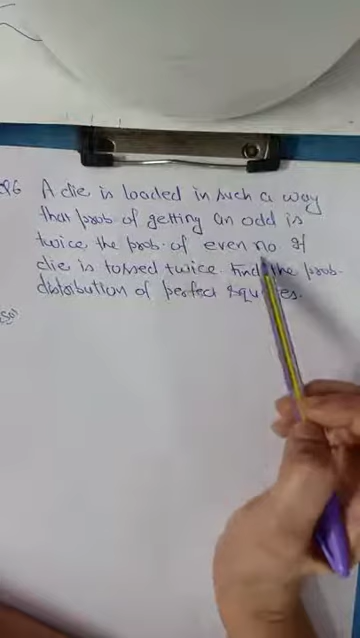 Q6 A die is loaded in such a way
that prob of getting an odd is
twice the prob. of even no If
die is tossed twice. Find the prob.
distribution of perfect squares.
Sol